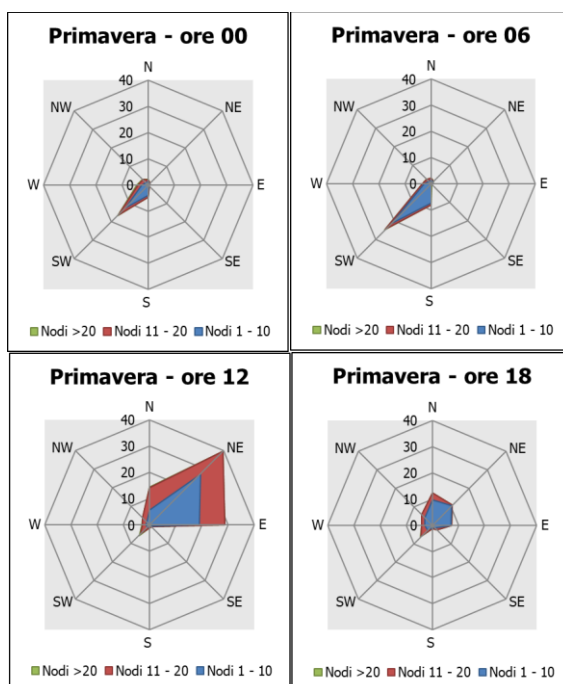 Primavera - ore 00
N
40
NW
30
NE
20
10
W
0
E
SW
SE
S
Nodi >20 Nodi 11 - 20 Nodi 1 - 10
Primavera - ore 06
N
40
NW
30
NE
20
10
W
0
E
SW
SE
S
Nodi >20 Nodi 11 - 20 Nodi 1 - 10
Primavera - ore 12
N
40
NW
30
NE
20
10
W
0
E
SW
SE
S
Nodi >20 Nodi 11 - 20 Nodi 1 - 10
Primavera - ore 18
N
40
NW
30
NE
20
10
W
0
E
SW
SE
S
Nodi >20 Nodi 11 - 20 Nodi 1 - 10